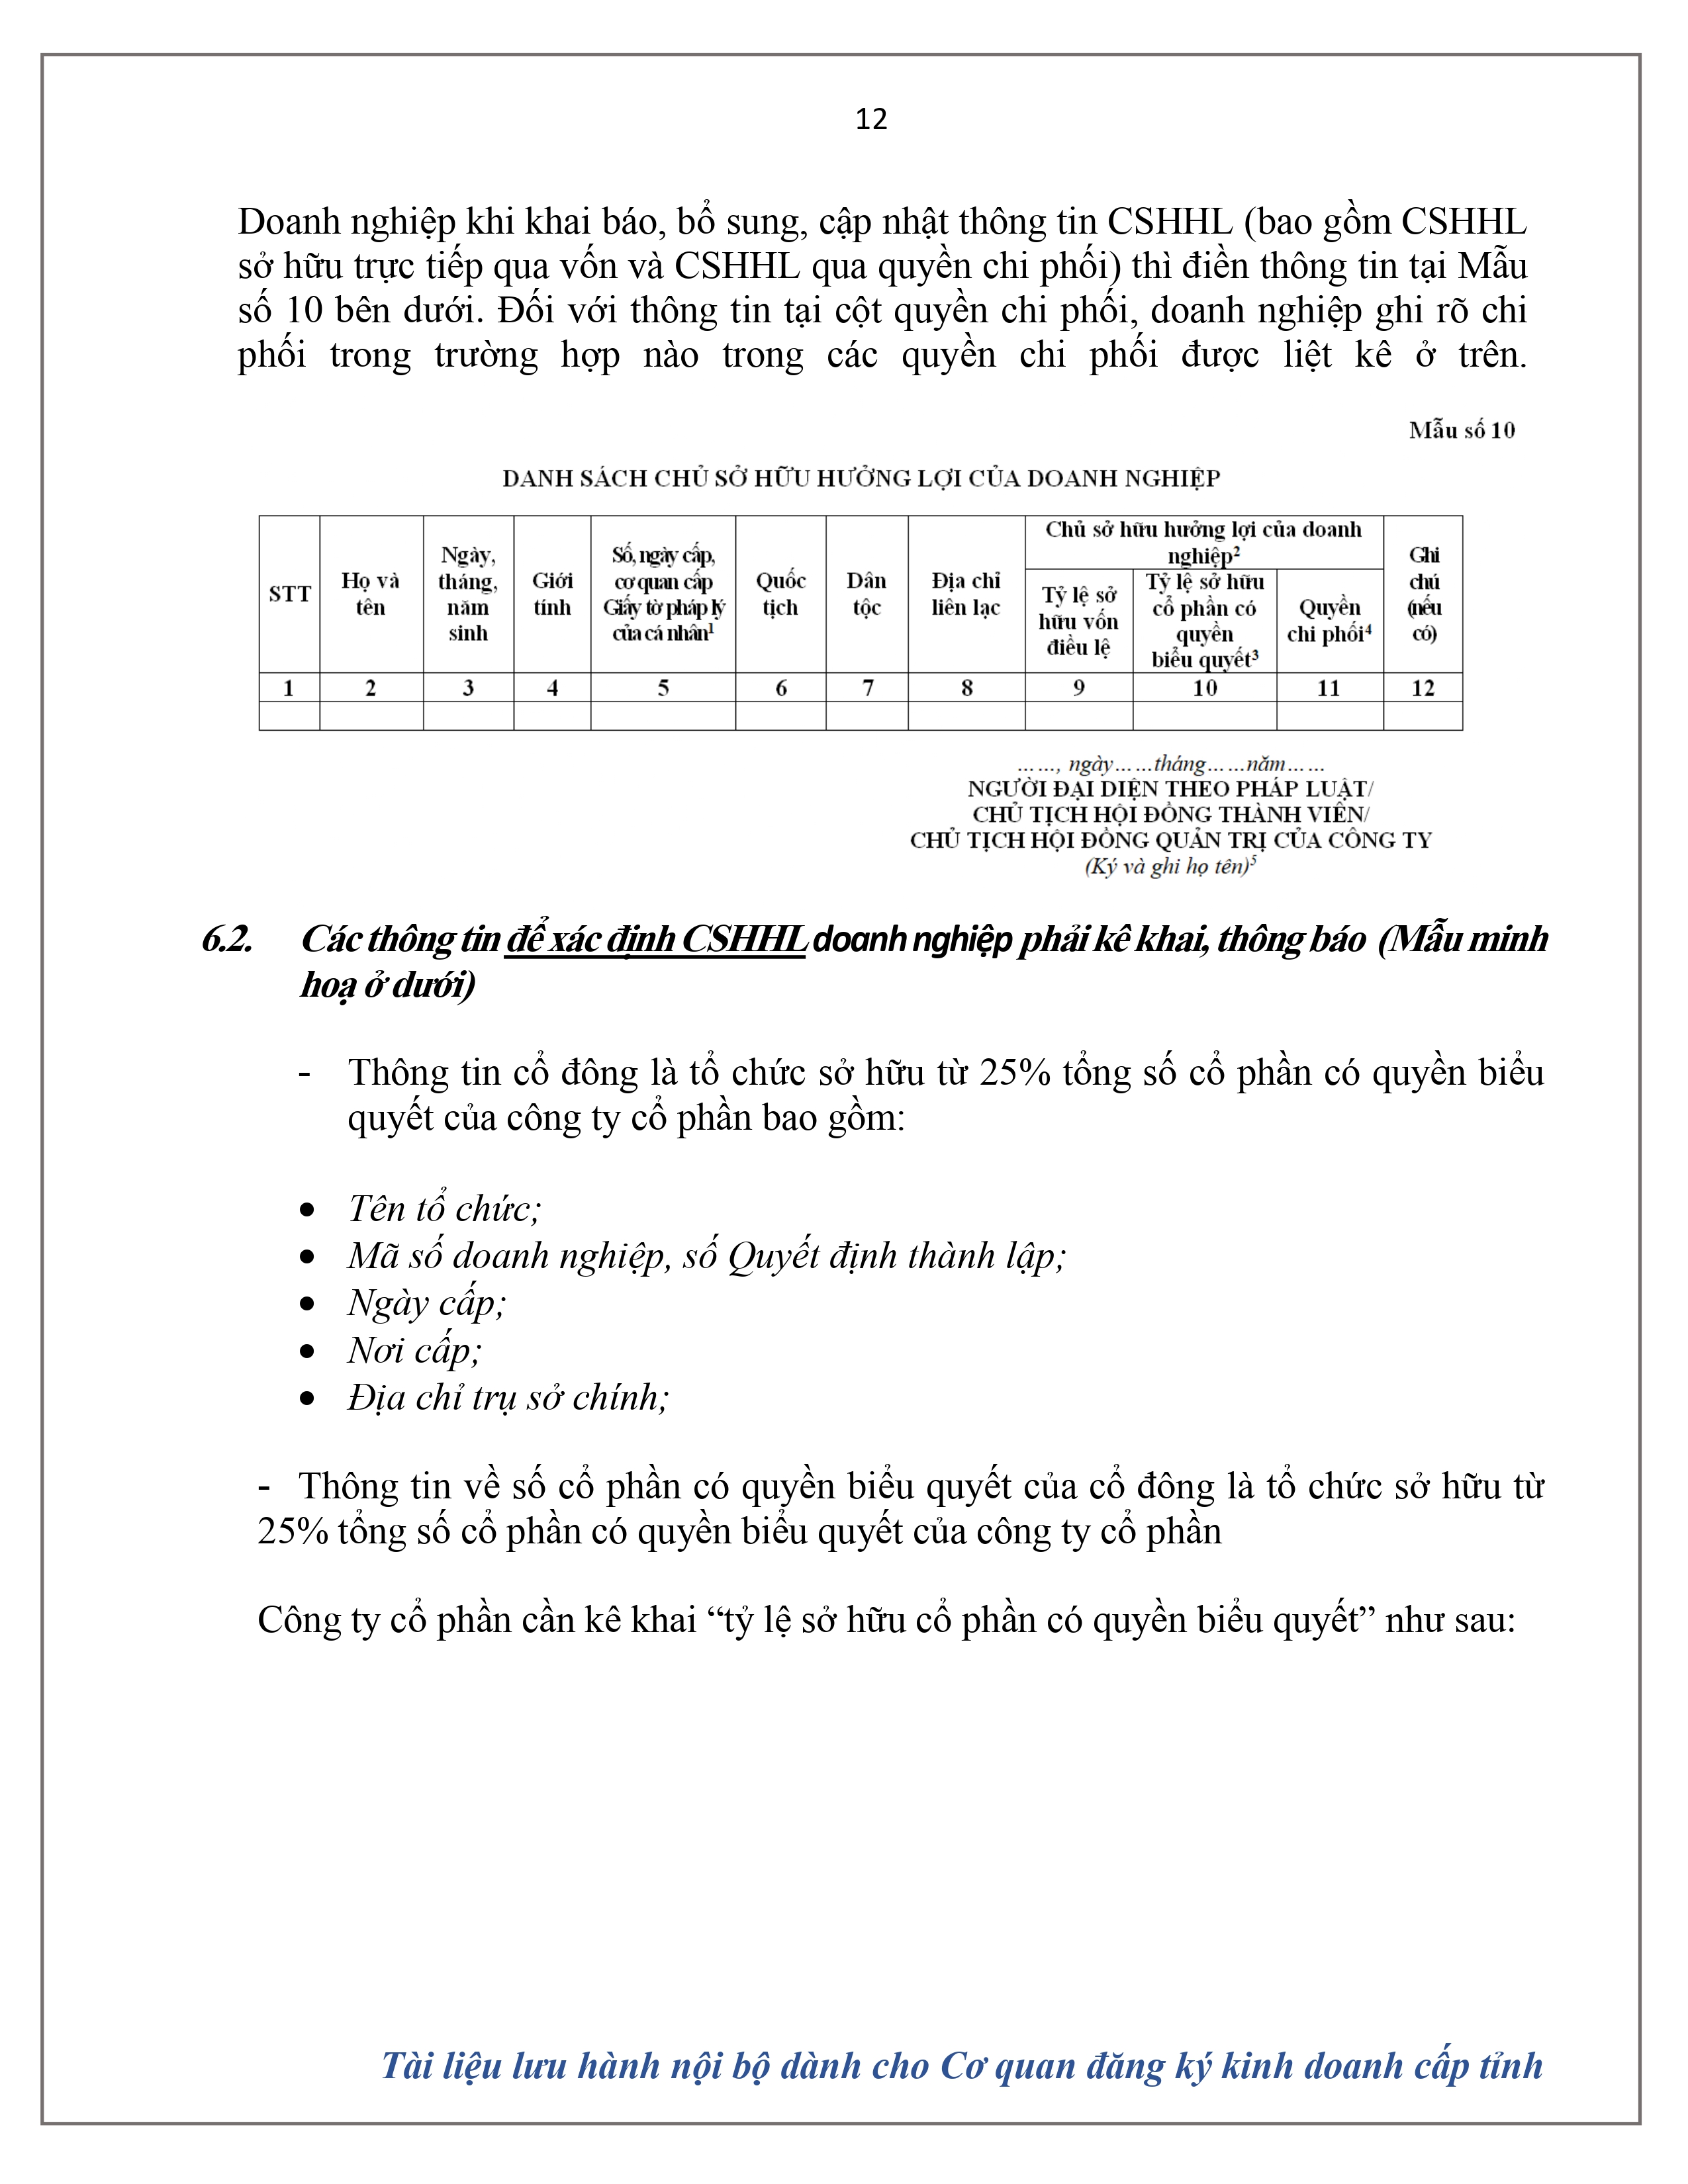 12
Doanh nghiệp khi khai báo, bổ sung, cập nhật thông tin CSHHL (bao gồm CSHHL
sở hữu trực tiếp qua vốn và CSHHL qua quyền chi phối) thì điền thông tin tại Mẫu
số 10 bên dưới. Đối với thông tin tại cột quyền chi phối, doanh nghiệp ghi rõ chi
phối trong trường hợp nào trong các quyền chi phối được liệt kê ở trên.
Mẫu số 10
DANH SÁCH CHỦ SỞ HỮU HƯỞNG LỢI CỦA DOANH NGHIỆP
STT
Họ và
tên
Ngày,
tháng,
năm
sinh
Giới
tính
Số, ngày cấp,
cơ quan cấp
Giấy tờ pháp lý
của cá nhân¹
Quốc
tịch
Dân
tộc
Địa chỉ
liên lạc
Chủ sở hữu hưởng lợi của doanh
nghiệp²
Tỷ lệ sở
hữu vốn
điều lệ
Tỷ lệ sở hữu
cổ phần có
quyền
biểu quyết³
Quyền
chi phối⁴
Ghi
chú
(nếu
có)
1 2 3 4 5 6 7 8 9 10 11 12
……, ngày……tháng……năm……
NGƯỜI ĐẠI DIỆN THEO PHÁP LUẬT/
CHỦ TỊCH HỘI ĐỒNG THÀNH VIÊN/
CHỦ TỊCH HỘI ĐỒNG QUẢN TRỊ CỦA CÔNG TY
(Ký và ghi họ tên)⁵
6.2. Các thông tin để xác định CSHHL doanh nghiệp phải kê khai, thông báo (Mẫu minh
hoạ ở dưới)
- Thông tin cổ đông là tổ chức sở hữu từ 25% tổng số cổ phần có quyền biểu
quyết của công ty cổ phần bao gồm:
• Tên tổ chức;
• Mã số doanh nghiệp, số Quyết định thành lập;
• Ngày cấp;
• Nơi cấp;
• Địa chỉ trụ sở chính;
- Thông tin về số cổ phần có quyền biểu quyết của cổ đông là tổ chức sở hữu từ
25% tổng số cổ phần có quyền biểu quyết của công ty cổ phần
Công ty cổ phần cần kê khai “tỷ lệ sở hữu cổ phần có quyền biểu quyết” như sau:
Tài liệu lưu hành nội bộ dành cho Cơ quan đăng ký kinh doanh cấp tỉnh